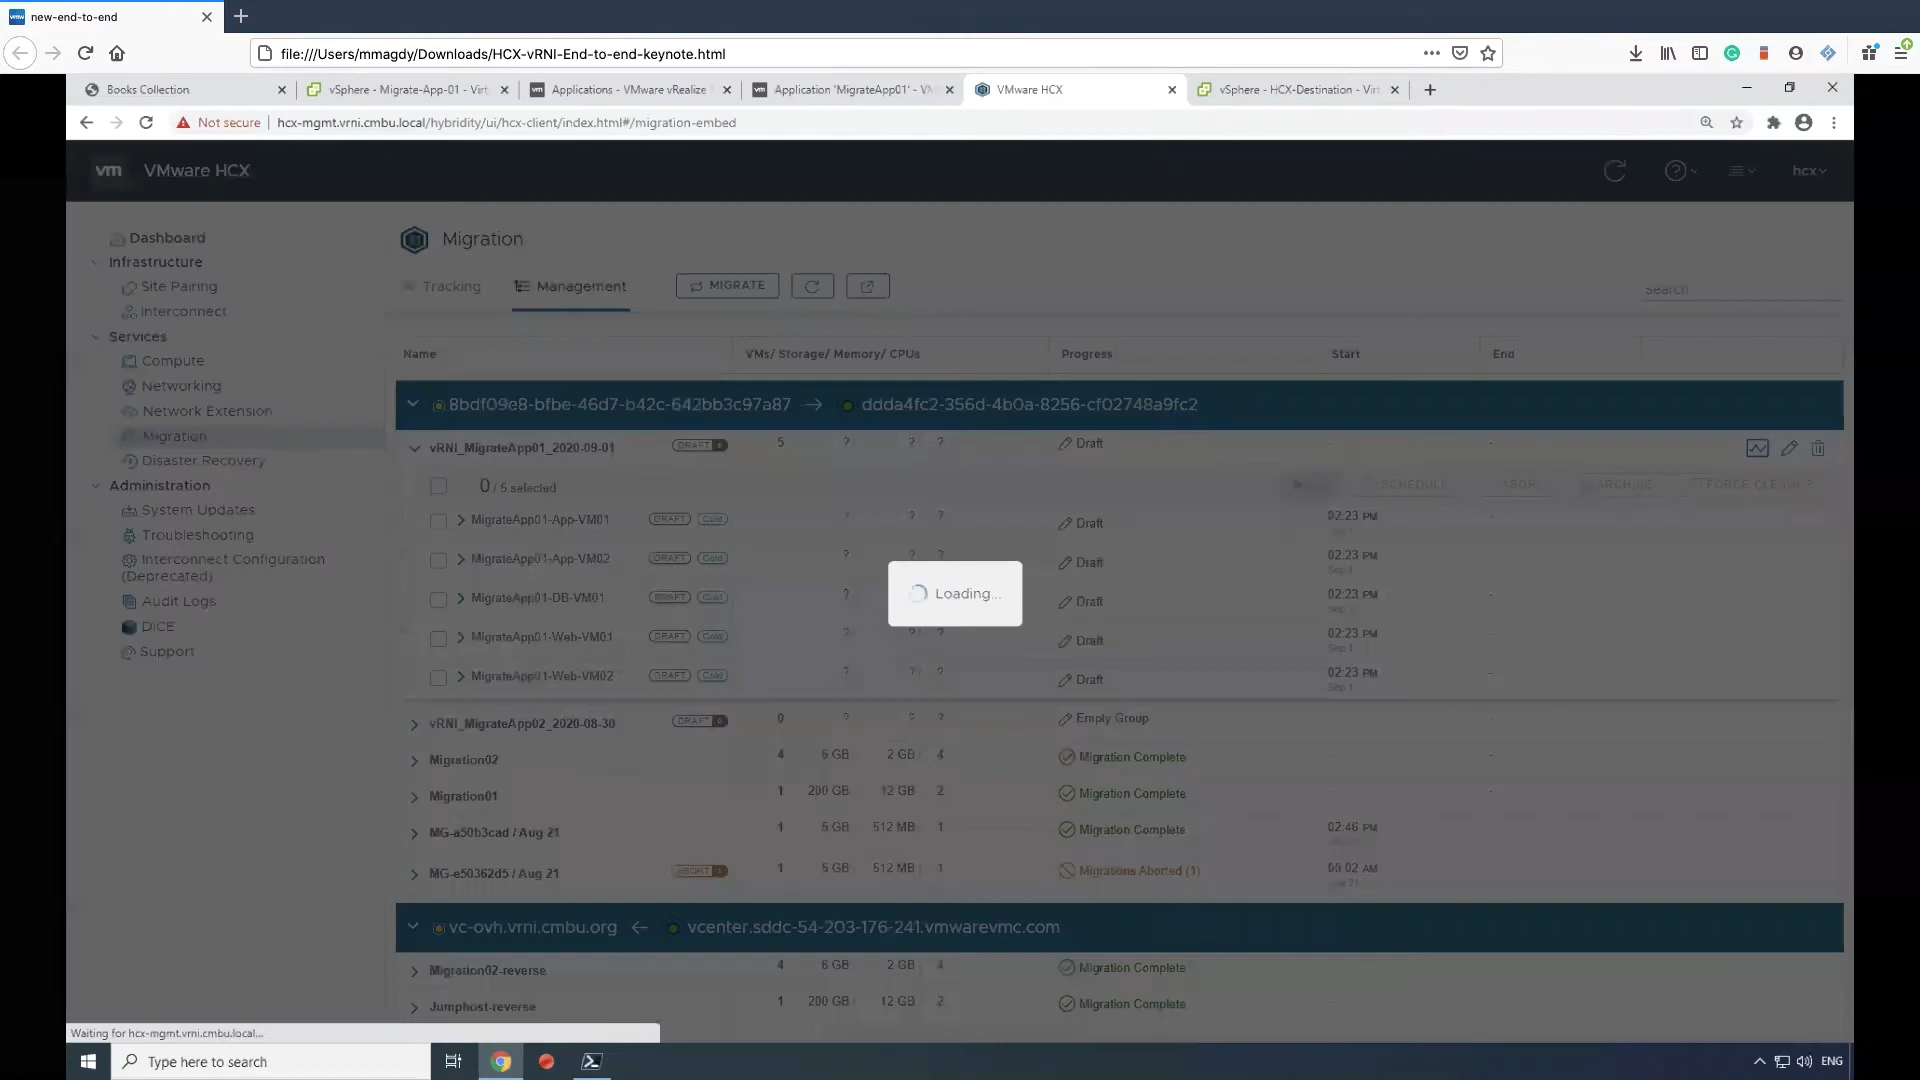 new-end-to-end
file:///Users/mmagdy/Downloads/HCX-vRNI-End-to-end-keynote.html
Books Collection
vSphere - Migrate-App-01 - Virt
Applications - VMware vRealize
Application 'MigrateApp01' - VM
VMware HCX
vSphere - HCX-Destination - Virt
Not secure | hcx-mgmt.vrni.cmbu.local/hybridity/ui/hcx-client/index.html#/migration-embed
vm VMware HCX
hcx
Dashboard
Infrastructure
Site Pairing
Interconnect
Services
Compute
Networking
Network Extension
Migration
Disaster Recovery
Administration
System Updates
Troubleshooting
Interconnect Configuration
(Deprecated)
Audit Logs
DICE
Support
Migration
Tracking Management MIGRATE
Search
Name VMs/ Storage/ Memory/ CPUs Progress Start End
8bdf09e8-bfbe-46d7-b42c-642bb3c97a87 → ddda4fc2-356d-4b0a-8256-cf02748a9fc2
vRNI_MigrateApp01_2020-09-01 DRAFT 5 ? ? ? Draft - -
0 / 5 selected SCHEDULE ARCHIVE FORCE CLEANUP
MigrateApp01-App-VM01 DRAFT Cold ? ? ? Draft 02:23 PM -
Sep 1
MigrateApp01-App-VM02 DRAFT Cold ? ? ? Draft 02:23 PM -
Sep 1
MigrateApp01-DB-VM01 DRAFT Cold ? Draft 02:23 PM -
Sep 1
MigrateApp01-Web-VM01 DRAFT Cold ? ? ? Draft 02:23 PM -
Sep 1
MigrateApp01-Web-VM02 DRAFT Cold ? ? ? Draft 02:23 PM -
Sep 1
Loading...
vRNI_MigrateApp02_2020-08-30 DRAFT 0 0 ? ? ? Empty Group -
Migration02 4 6 GB 2 GB 4 Migration Complete -
Migration01 1 200 GB 12 GB 2 Migration Complete -
MG-a50b3cad / Aug 21 1 5 GB 512 MB 1 Migration Complete 02:46 PM
MG-e50362d5 / Aug 21 ABORT 1 1 5 GB 512 MB 1 Migrations Aborted (1)
vc-ovh.vrni.cmbu.org ← vcenter.sddc-54-203-176-241.vmwarevmc.com
Migration02-reverse 4 6 GB 2 GB 4 Migration Complete
Jumphost-reverse 1 200 GB 12 GB 2 Migration Complete
Waiting for hcx-mgmt.vrni.cmbu.local...
Type here to search
ENG